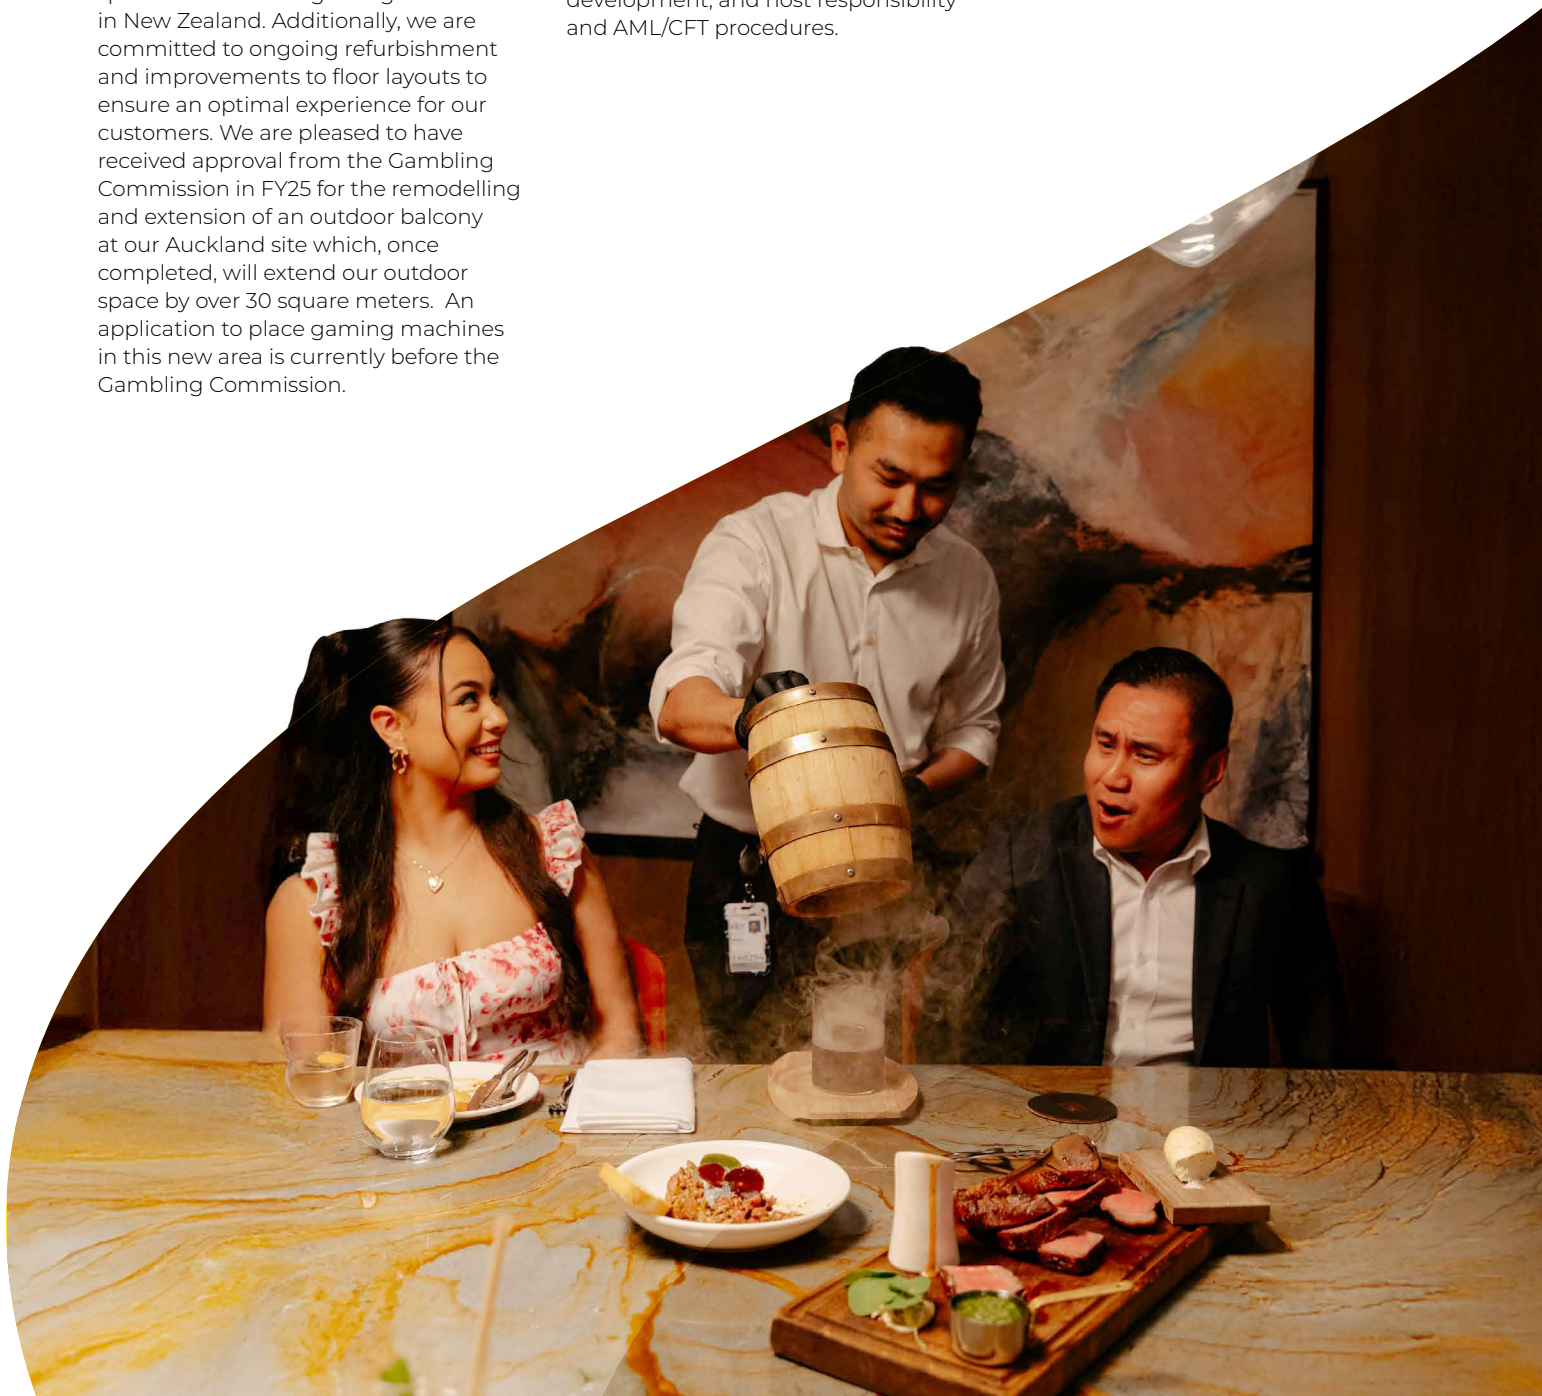 in New Zealand. Additionally, we are
committed to ongoing refurbishment
and improvements to floor layouts to
ensure an optimal experience for our
customers. We are pleased to have
received approval from the Gambling
Commission in FY25 for the remodelling
and extension of an outdoor balcony
at our Auckland site which, once
completed, will extend our outdoor
space by over 30 square meters.  An
application to place gaming machines
in this new area is currently before the
Gambling Commission.
development, and host responsibility
and AML/CFT procedures.